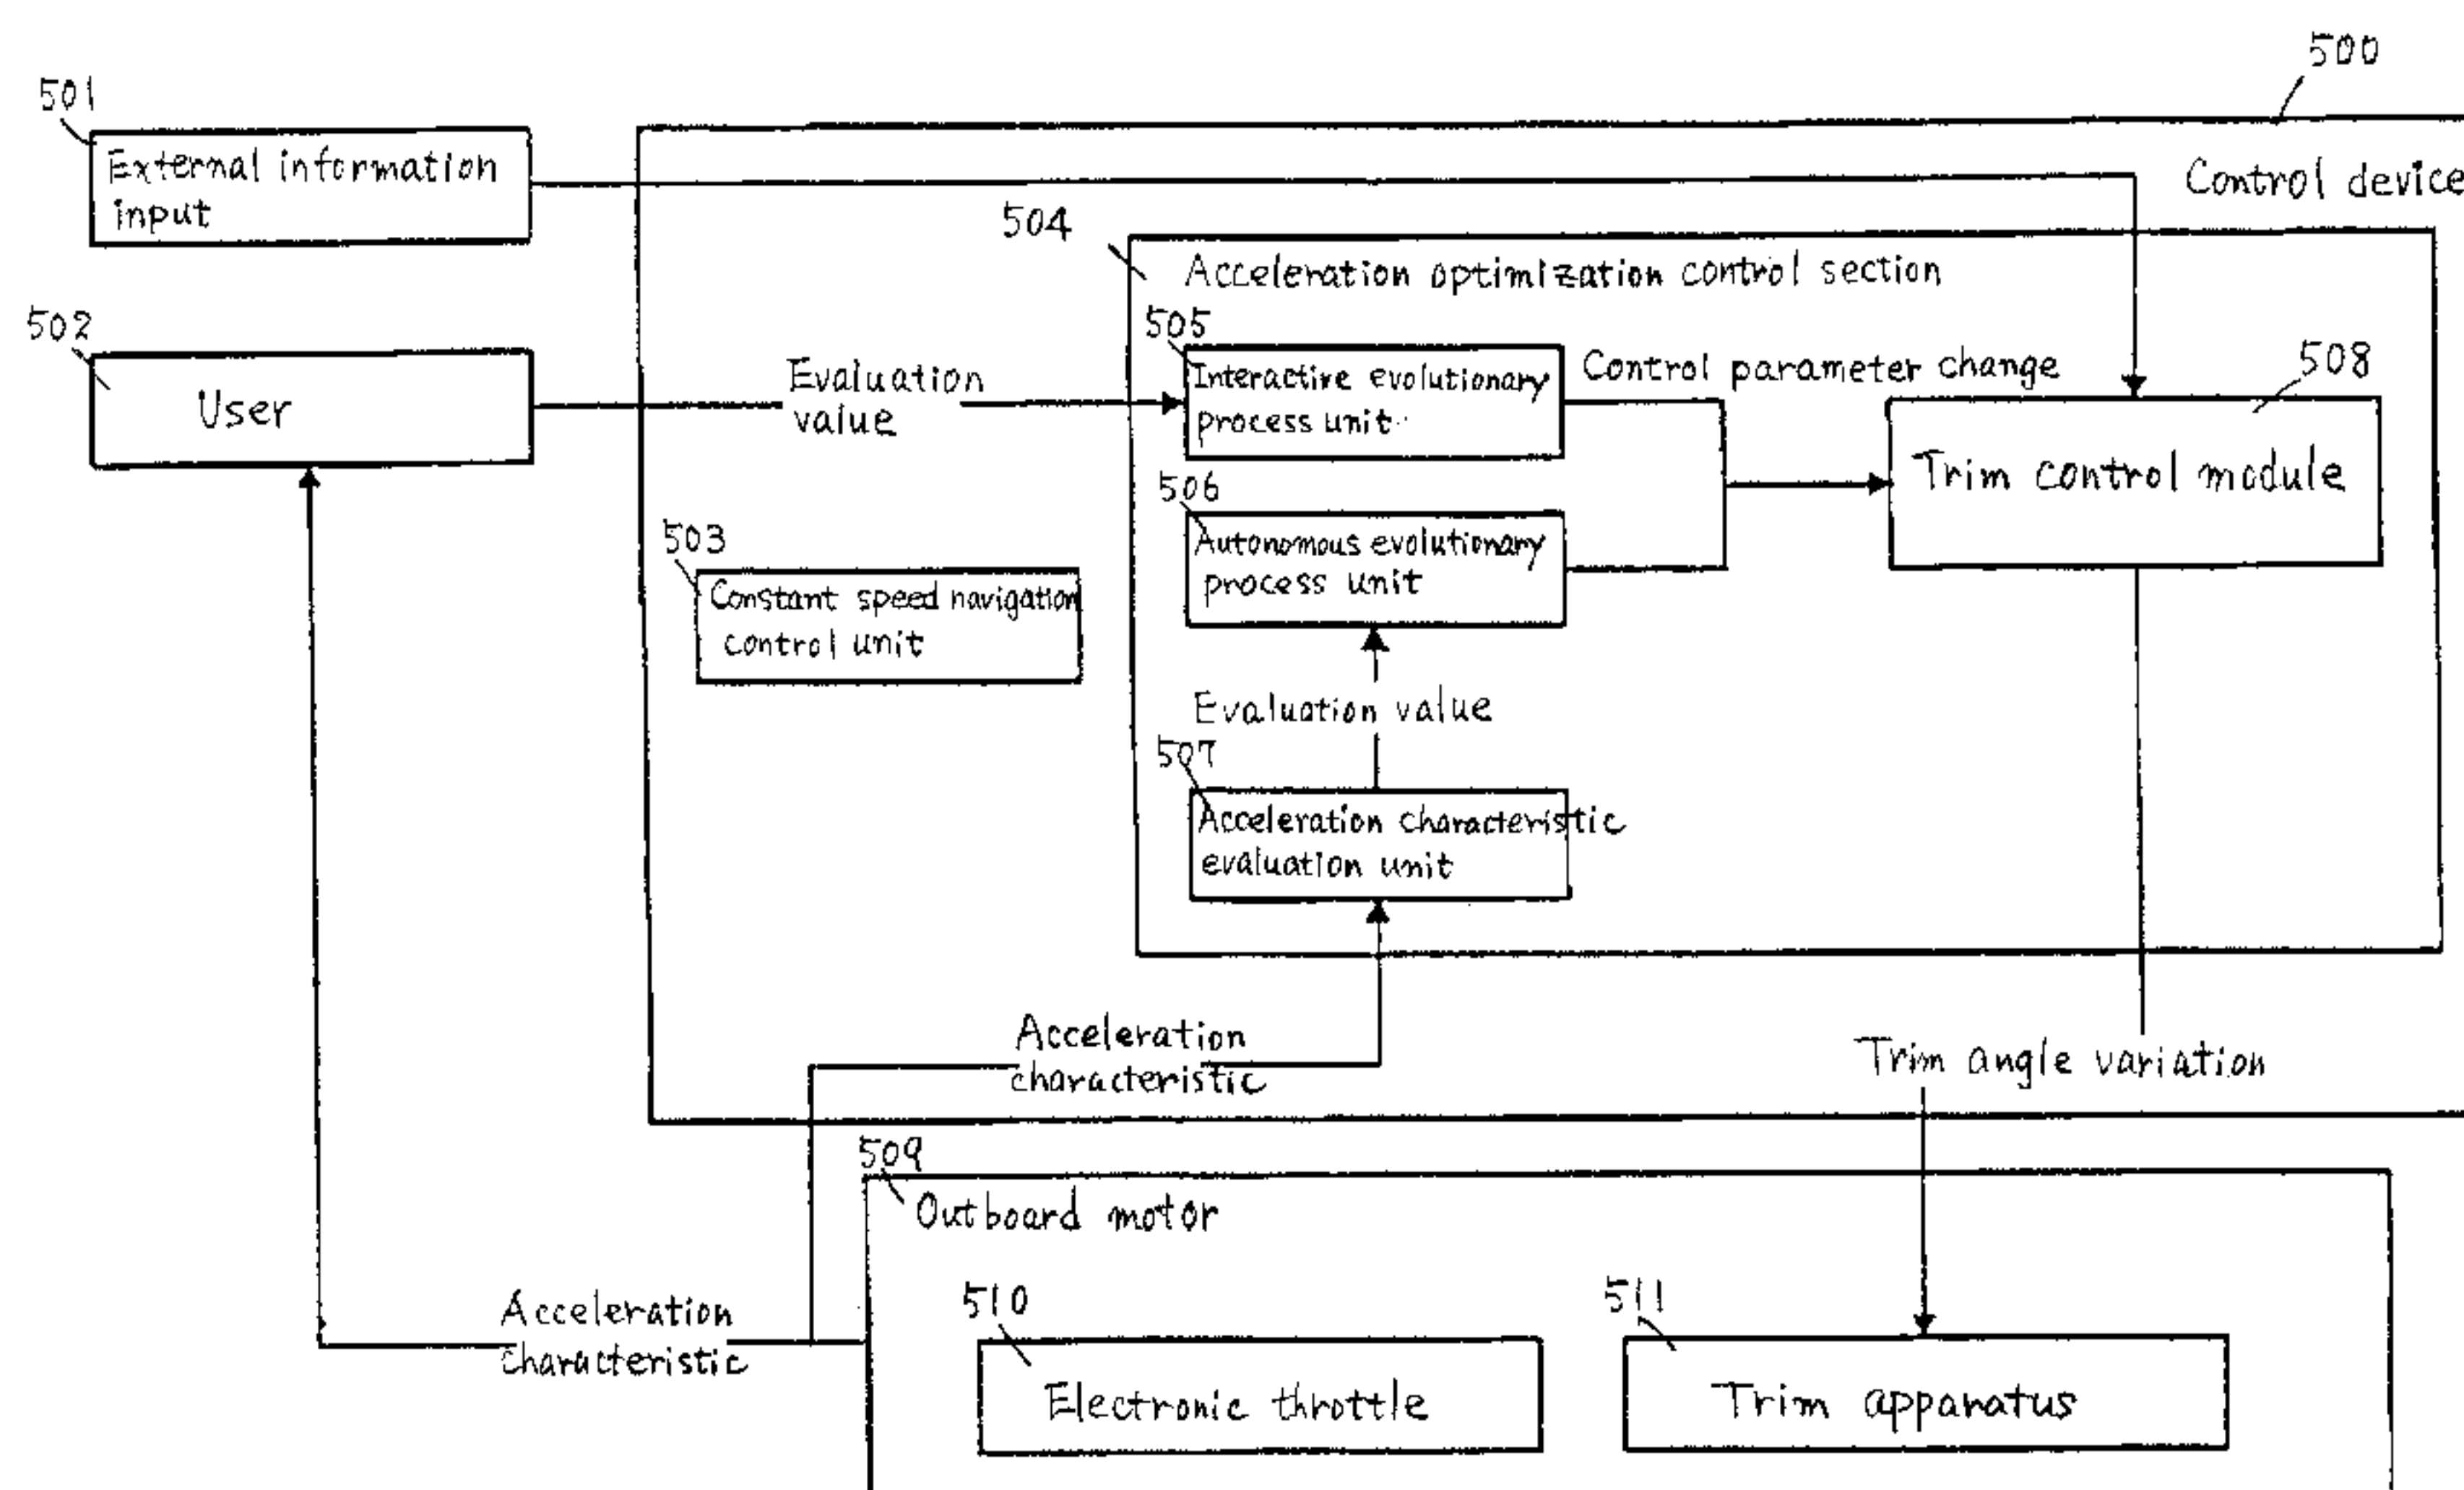 500
501
External information
input
Control device
504
Acceleration optimization control section
502
User
Evaluation
value
505
Interactive evolutionary
process unit
Control parameter change
508
Trim control module
506
Autonomous evolutionary
process unit
503
Constant speed navigation
control unit
Evaluation value
507
Acceleration characteristic
evaluation unit
Acceleration
characteristic
Trim angle variation
509
Outboard motor
Acceleration
characteristic
510
Electronic throttle
511
Trim apparatus